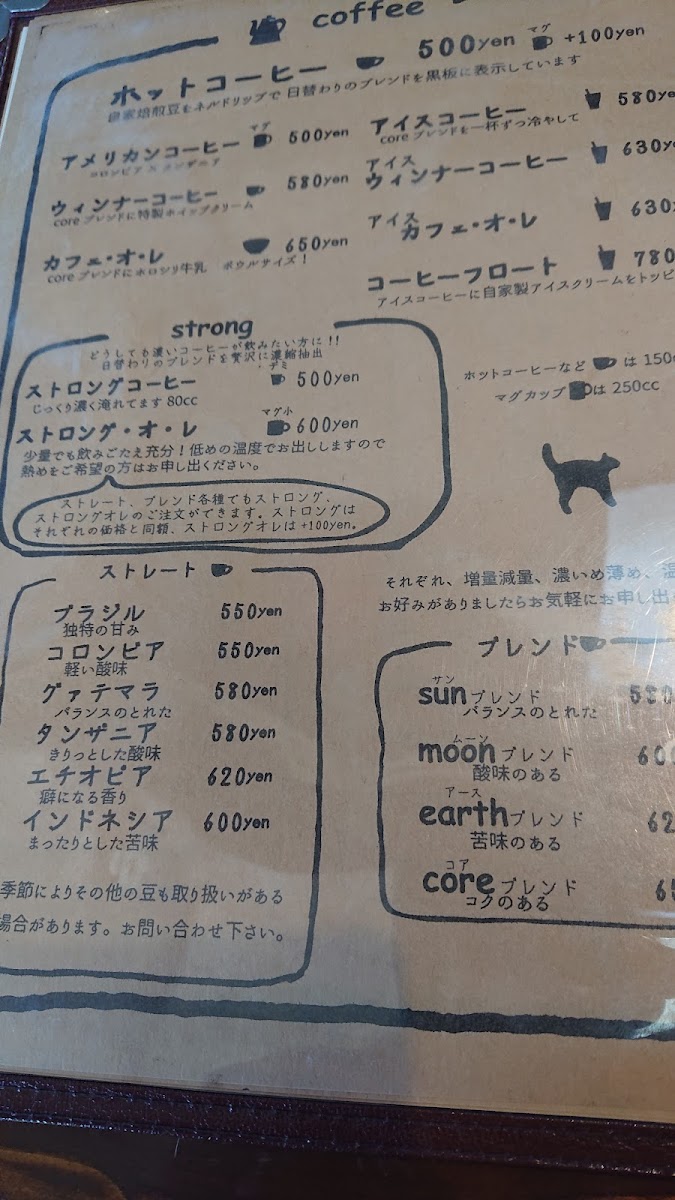 coffee
ホットコーヒー 500yen マグ +100yen
自家焙煎豆をネルドリップで 日替わりのブレンドを黒板に表示しています
アメリカンコーヒー マグ 500yen
コロンビア × タンザニア
ウィンナーコーヒー 580yen
core ブレンドに特製ホイップクリーム
カフェ・オ・レ 650yen
core ブレンドにホロシリ牛乳 ボウルサイズ!
アイスコーヒー 580ye
core ブレンドを一杯ずつ冷やして
アイス
ウィンナーコーヒー 630y
アイス
カフェ・オ・レ 630
コーヒーフロート 780
アイスコーヒーに自家製アイスクリームをトッピ
strong
どうしても濃いコーヒーが飲みたい方に!!
日替わりのブレンドを贅沢に濃縮抽出
ストロングコーヒー デミ 500yen
じっくり濃く淹れてます 80cc
ストロング・オ・レ マグ小 600yen
少量でも飲みごたえ充分!低めの温度でお出ししますので
熱めをご希望の方はお申し出ください。
ストレート、ブレンド各種でもストロング、
ストロングオレのご注文ができます。ストロングは
それぞれの価格と同額、ストロングオレは +100yen。
ホットコーヒーなど は 150c
マグカップ は 250cc
それぞれ、増量減量、濃いめ薄め、温
お好みがありましたらお気軽にお申し出
ストレート
ブラジル 550yen
独特の甘み
コロンビア 550yen
軽い酸味
グァテマラ 580yen
バランスのとれた
タンザニア 580yen
きりっとした酸味
エチオピア 620yen
癖になる香り
インドネシア 600yen
まったりとした苦味
季節によりその他の豆も取り扱いがある
場合があります。お問い合わせ下さい。
ブレンド
サン
sun ブレンド 580
バランスのとれた
ムーン
moon ブレンド 600
酸味のある
アース
earth ブレンド 62
苦味のある
コア
core ブレンド 65
コクのある